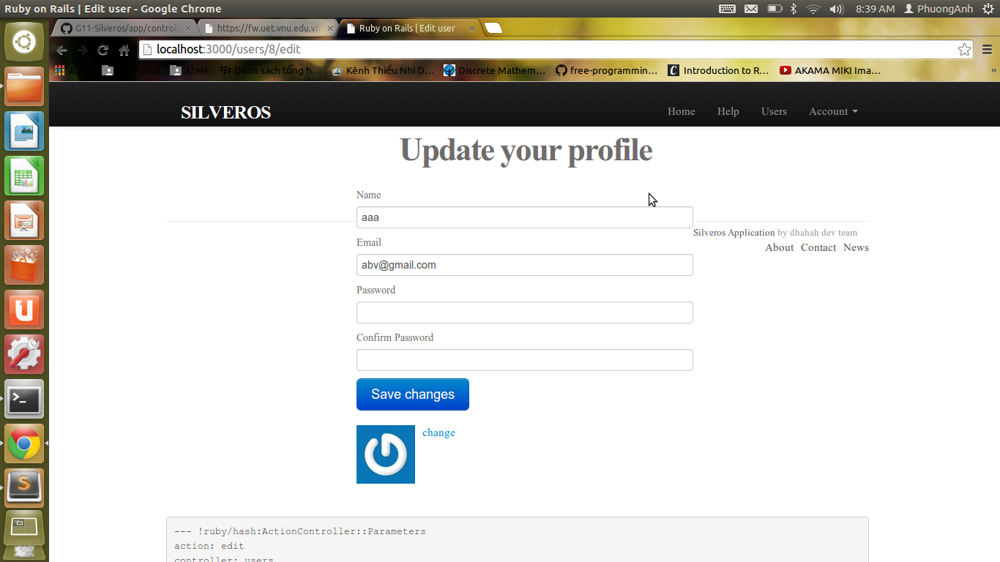 Ruby on Rails | Edit user - Google Chrome
8:39 AM PhuongAnh
G11-Silveros/app/controll
https://fw.uet.vnu.edu.vn
Ruby on Rails | Edit user
localhost:3000/users/8/edit
Java J2ME Danh sách tổng h... Kênh Thiếu Nhi D... Discrete Mathem... free-programmin... Introduction to R... AKAMA MIKI Ima... »
SILVEROS
Home Help Users Account
Update your profile
Name
aaa
Silveros Application by dhahah dev team
Email
About Contact News
abv@gmail.com
Password
Confirm Password
Save changes
change
--- !ruby/hash:ActionController::Parameters
action: edit
controller: users